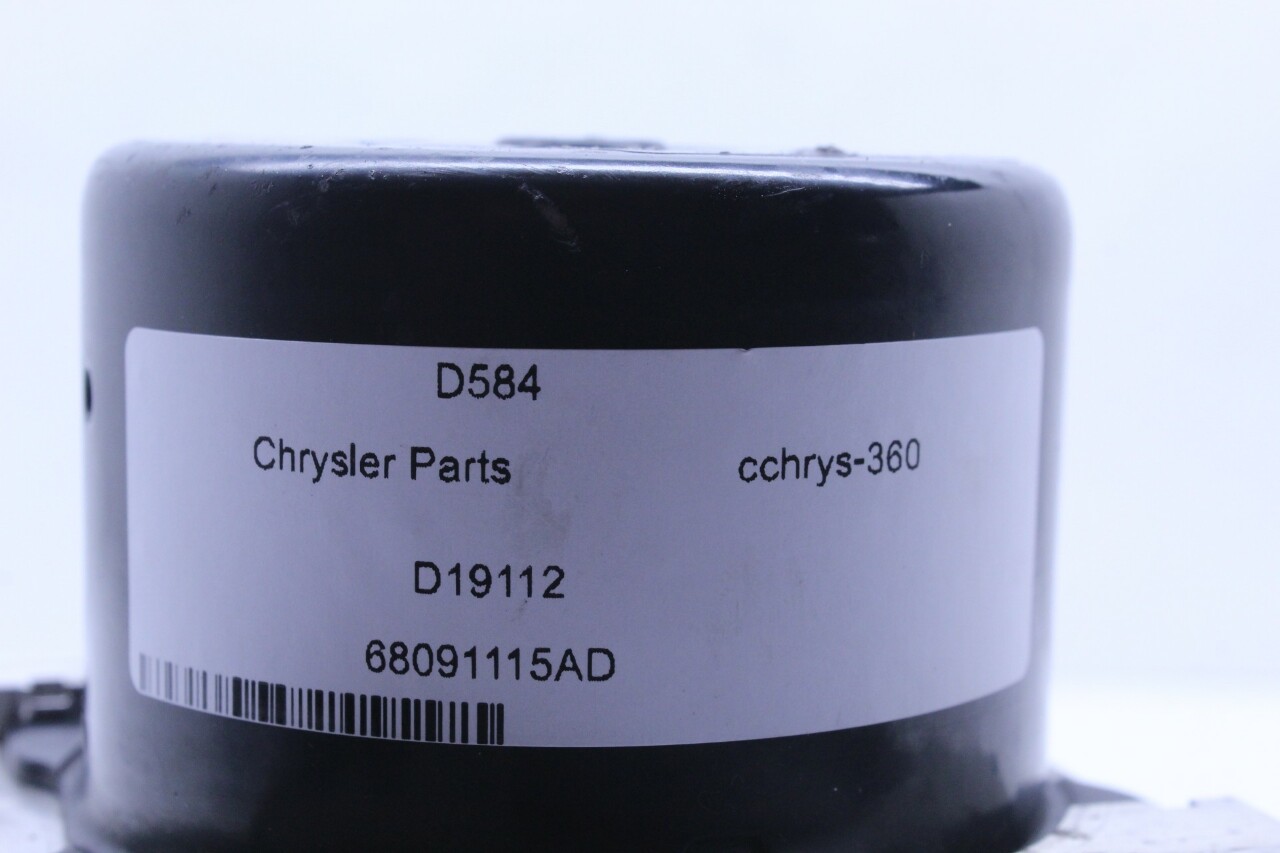 D584
Chrysler Parts cchrys-360
D19112
68091115AD